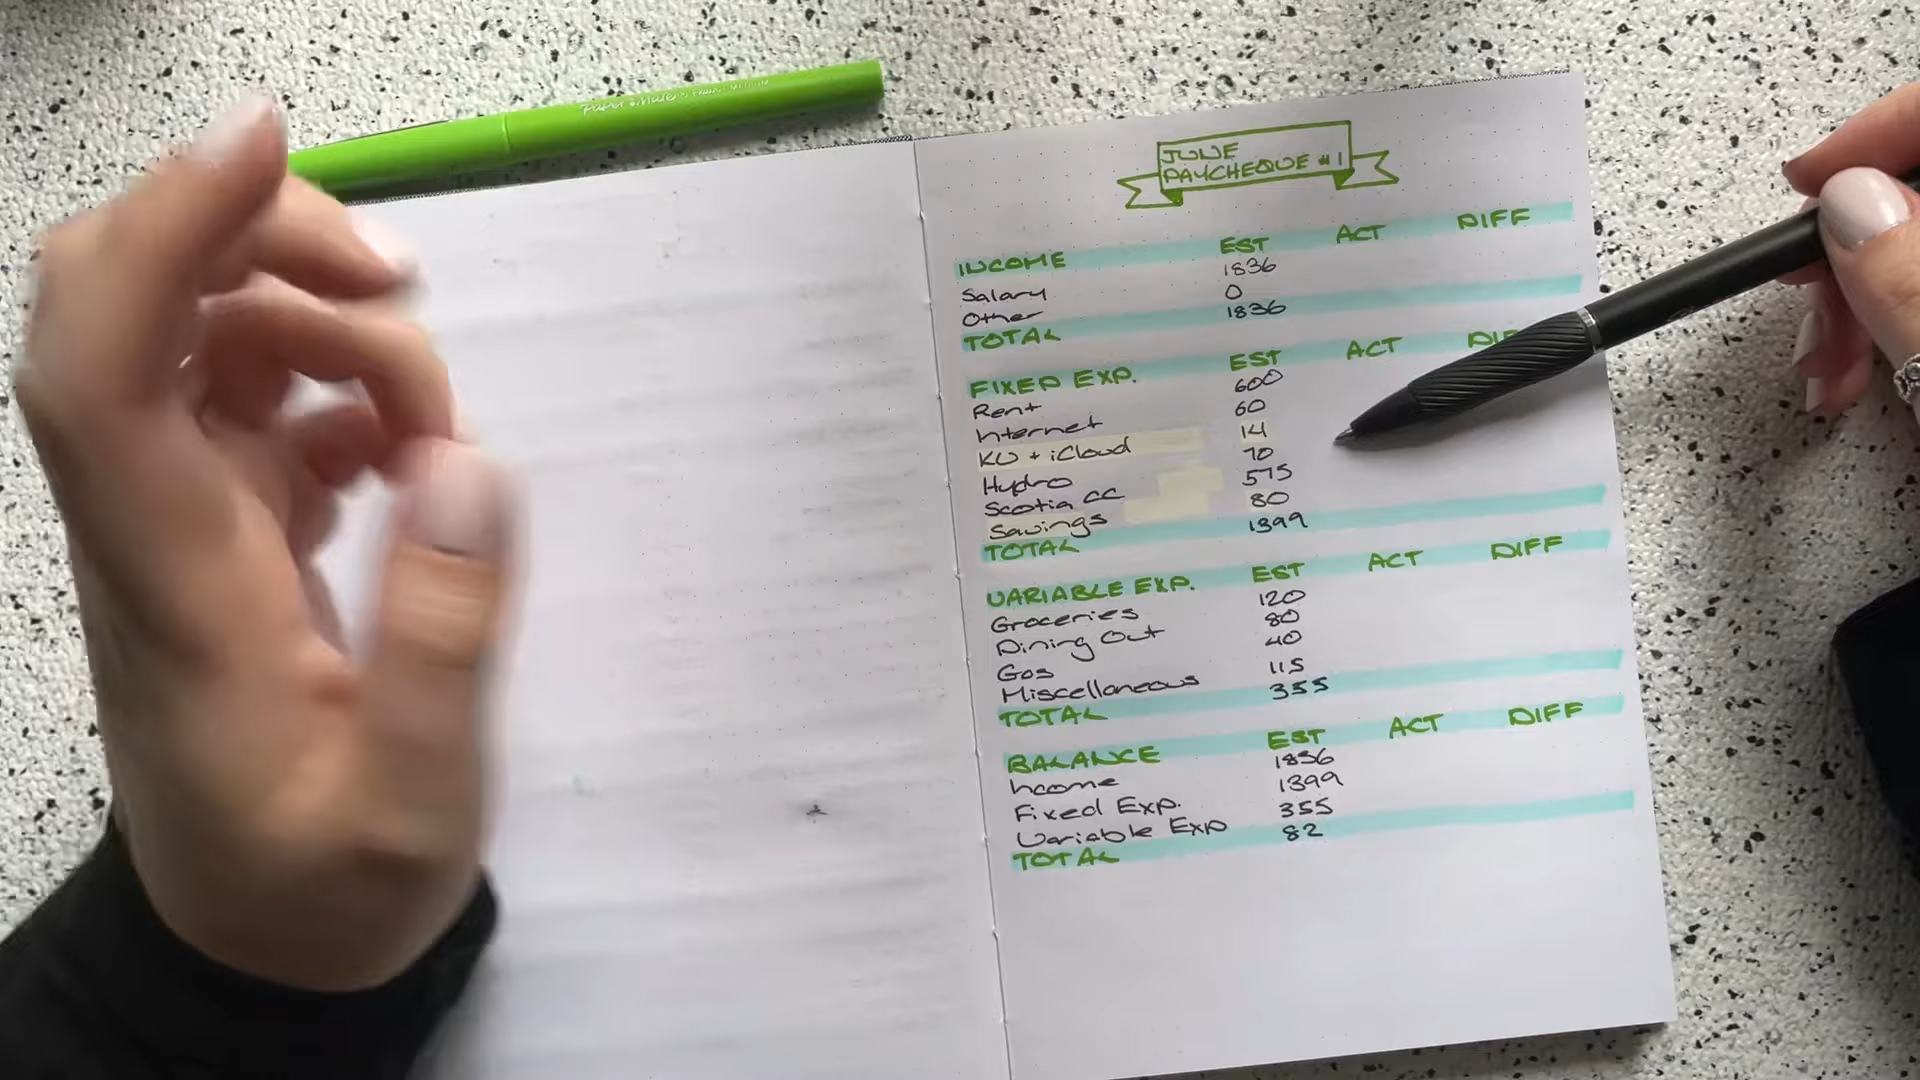 JUNE
PAYCHEQUE #1
INCOME EST ACT DIFF
Salary 1836
Other 0
TOTAL 1836
FIXED EXP. EST ACT DIF
Rent 600
Internet 60
KU + iCloud 14
Hydro 70
Scotia CC 575
Savings 80
TOTAL 1399
VARIABLE EXP. EST ACT DIFF
Groceries 120
Dining Out 80
Gas 40
Miscellaneous 115
TOTAL 355
BALANCE EST ACT DIFF
Income 1836
Fixed Exp. 1399
Variable Exp 355
TOTAL 82
Paper Mate